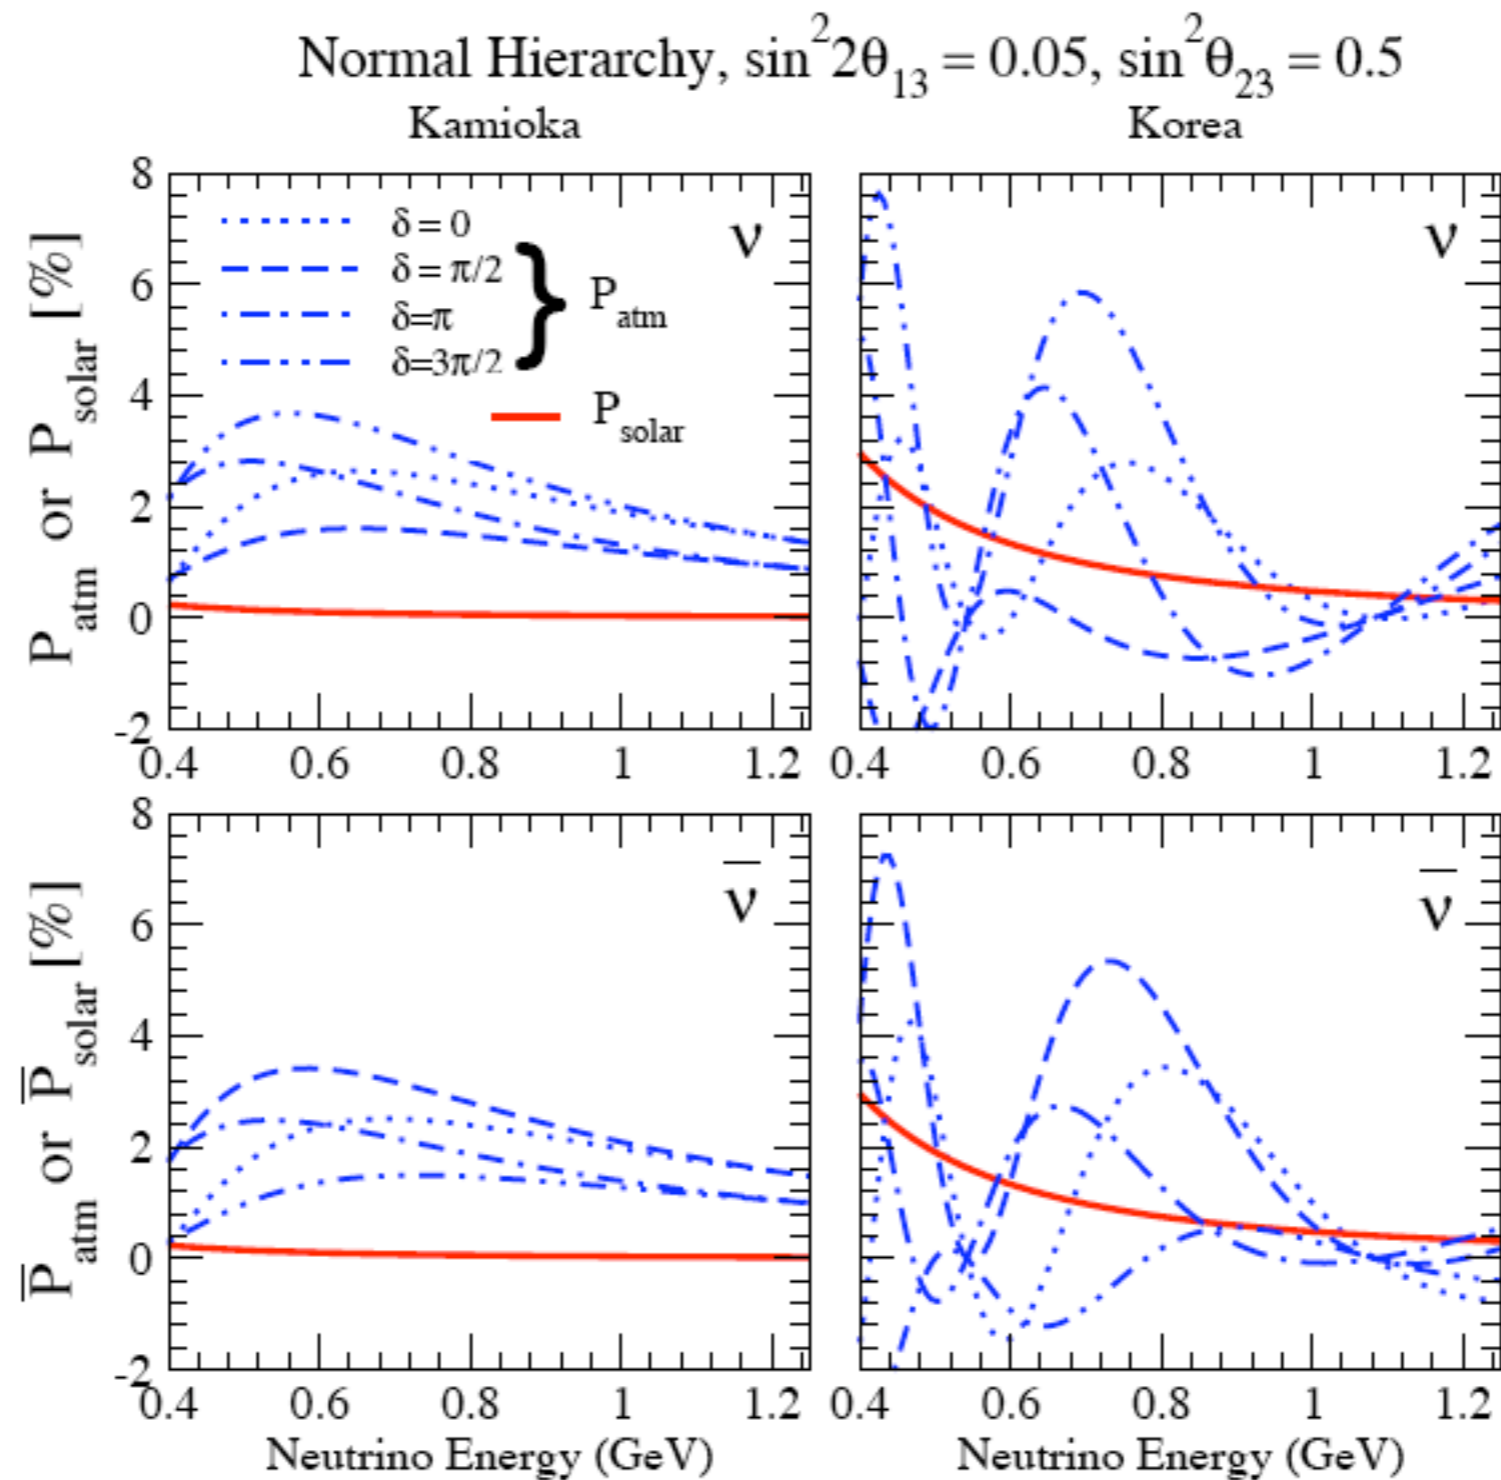 Normal Hierarchy, sin²2θ₁₃ = 0.05, sin²θ₂₃ = 0.5
Kamioka Korea
P_atm or P_solar [%]
8
6
4
2
0
-2
δ = 0
δ = π/2
δ=π
δ=3π/2
} P_atm
P_solar
ν
ν
0.4 0.6 0.8 1 1.2 0.4 0.6 0.8 1 1.2
P̅_atm or P̅_solar [%]
8
6
4
2
0
-2
ν̅
ν̅
0.4 0.6 0.8 1 1.2 0.4 0.6 0.8 1 1.2
Neutrino Energy (GeV) Neutrino Energy (GeV)